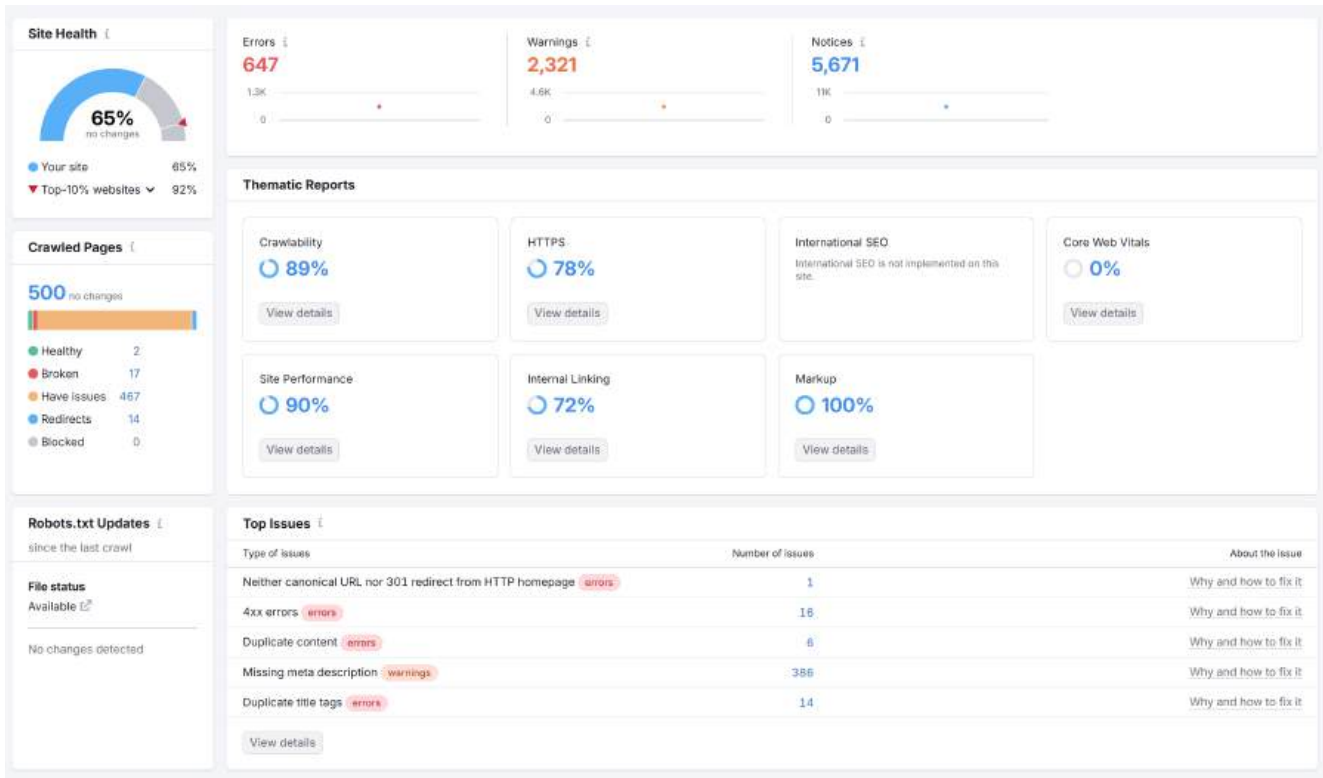 Site Health i
65%
no changes
Your site 65%
Top-10% websites 92%
Crawled Pages i
500 no changes
Healthy 2
Broken 17
Have issues 467
Redirects 14
Blocked 0
Robots.txt Updates i
since the last crawl
File status
Available
No changes detected
Errors i
647
1.3K
0
Warnings i
2,321
4.6K
0
Notices i
5,671
11K
0
Thematic Reports
Crawlability
89%
View details
HTTPS
78%
View details
International SEO
International SEO is not implemented on this
site.
Core Web Vitals
0%
View details
Site Performance
90%
View details
Internal Linking
72%
View details
Markup
100%
View details
Top Issues i
Type of issues Number of issues About the issue
Neither canonical URL nor 301 redirect from HTTP homepage errors 1 Why and how to fix it
4xx errors errors 16 Why and how to fix it
Duplicate content errors 6 Why and how to fix it
Missing meta description warnings 386 Why and how to fix it
Duplicate title tags errors 14 Why and how to fix it
View details